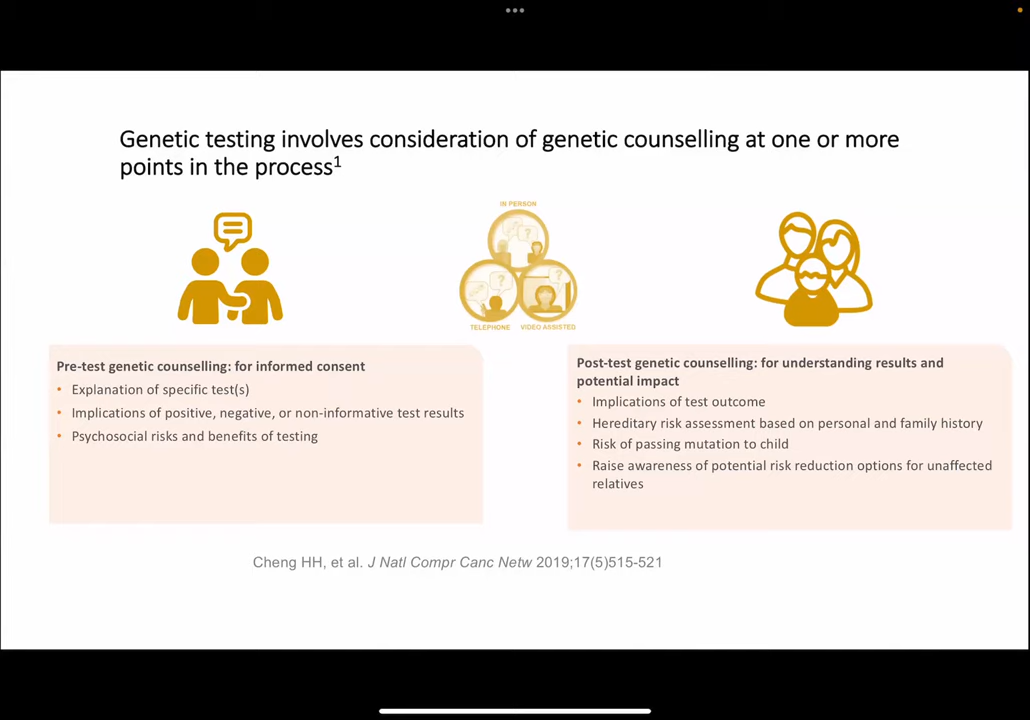 Genetic testing involves consideration of genetic counselling at one or more
points in the process1
IN PERSON
TELEPHONE
VIDEO ASSISTED
Pre-test genetic counselling: for informed consent
• Explanation of specific test(s)
• Implications of positive, negative, or non-informative test results
• Psychosocial risks and benefits of testing
Post-test genetic counselling: for understanding results and
potential impact
• Implications of test outcome
• Hereditary risk assessment based on personal and family history
• Risk of passing mutation to child
• Raise awareness of potential risk reduction options for unaffected
relatives
Cheng HH, et al. J Natl Compr Canc Netw 2019;17(5)515-521